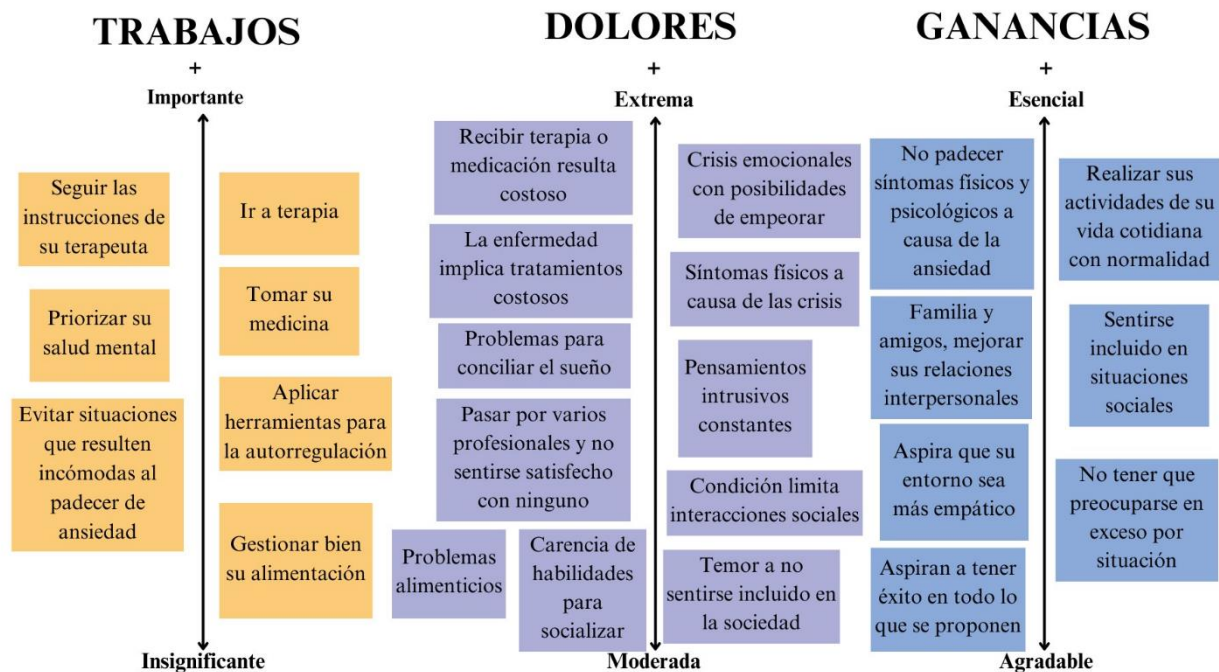 TRABAJOS
+
Importante
Seguir las
instrucciones de
su terapeuta
Ir a terapia
Priorizar su
salud mental
Tomar su
medicina
Evitar situaciones
que resulten
incómodas al
padecer de
ansiedad
Aplicar
herramientas para
la autorregulación
Gestionar bien
su alimentación
Insignificante
DOLORES
+
Extrema
Recibir terapia o
medicación resulta
costoso
Crisis emocionales
con posibilidades
de empeorar
La enfermedad
implica tratamientos
costosos
Síntomas físicos a
causa de las crisis
Problemas para
conciliar el sueño
Pensamientos
intrusivos
constantes
Pasar por varios
profesionales y no
sentirse satisfecho
con ninguno
Condición limita
interacciones sociales
Problemas
alimenticios
Carencia de
habilidades
para
socializar
Temor a no
sentirse incluido en
la sociedad
Moderada
GANANCIAS
+
Esencial
No padecer
síntomas físicos y
psicológicos a
causa de la
ansiedad
Realizar sus
actividades de su
vida cotidiana
con normalidad
Familia y
amigos, mejorar
sus relaciones
interpersonales
Sentirse
incluido en
situaciones
sociales
Aspira que su
entorno sea
más empático
No tener que
preocuparse en
exceso por
situación
Aspiran a tener
éxito en todo lo
que se proponen
Agradable